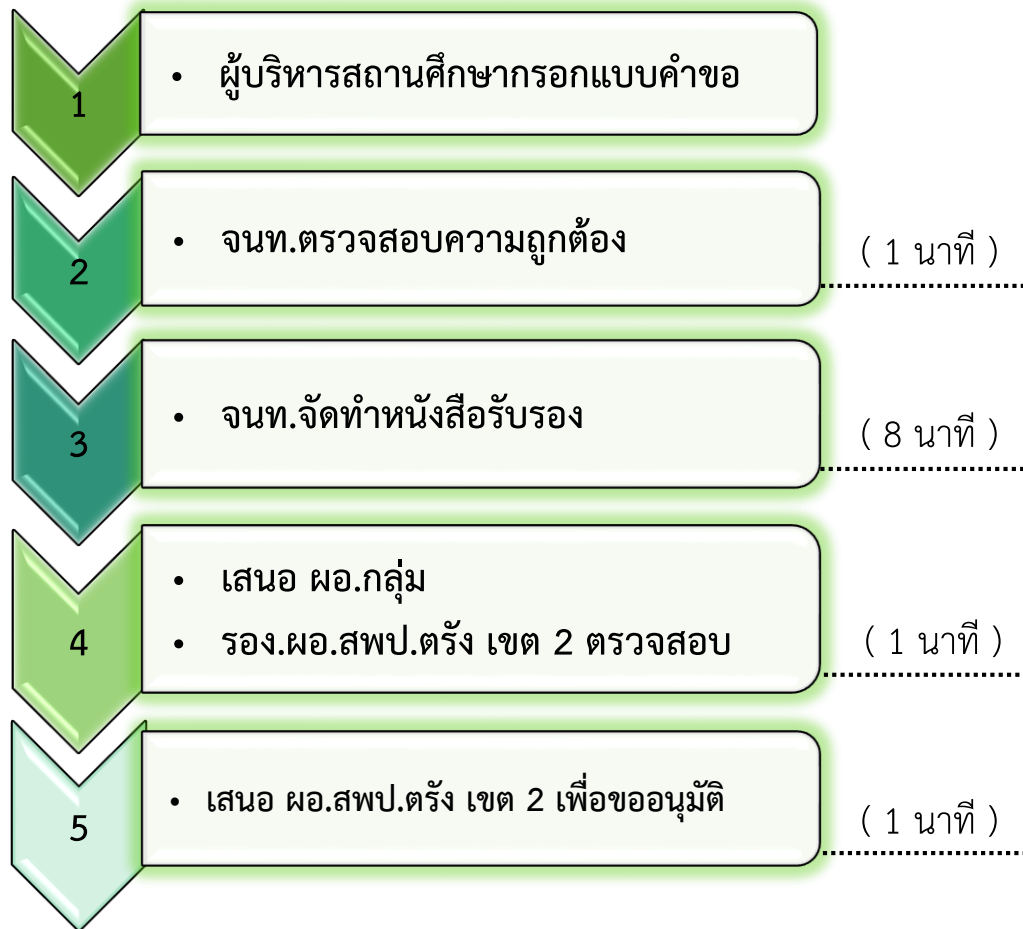 1
• ผู้บริหารสถานศึกษากรอกแบบคำขอ
2
• จนท.ตรวจสอบความถูกต้อง
( 1 นาที )
3
• จนท.จัดทำหนังสือรับรอง
( 8 นาที )
4
• เสนอ ผอ.กลุ่ม
• รอง.ผอ.สพป.ตรัง เขต 2 ตรวจสอบ
( 1 นาที )
5
• เสนอ ผอ.สพป.ตรัง เขต 2 เพื่อขออนุมัติ
( 1 นาที )